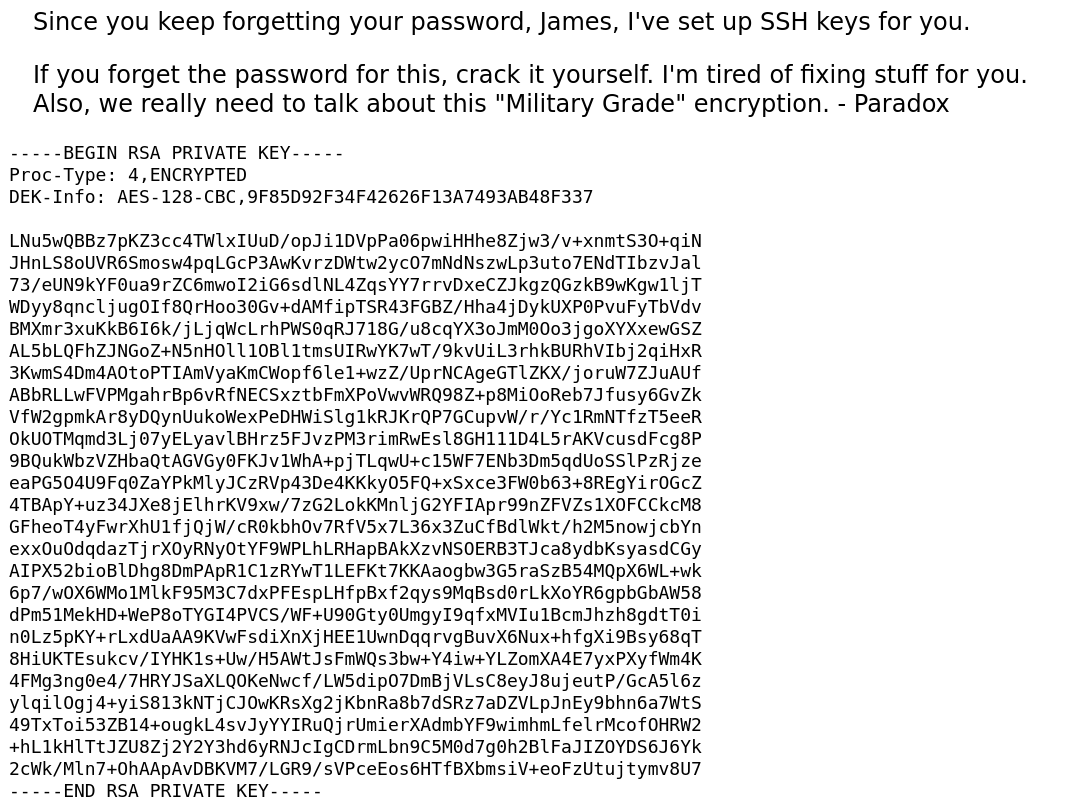 Since you keep forgetting your password, James, I've set up SSH keys for you.
If you forget the password for this, crack it yourself. I'm tired of fixing stuff for you.
Also, we really need to talk about this "Military Grade" encryption. - Paradox
-----BEGIN RSA PRIVATE KEY-----
Proc-Type: 4,ENCRYPTED
DEK-Info: AES-128-CBC,9F85D92F34F42626F13A7493AB48F337
LNu5wQBBz7pKZ3cc4TWlxIUuD/opJi1DVpPa06pwiHHhe8Zjw3/v+xnmtS3O+qiN
JHnLS8oUVR6Smosw4pqLGcP3AwKvrzDWtw2ycO7mNdNszwLp3uto7ENdTIbzvJal
73/eUN9kYF0ua9rZC6mwoI2iG6sdlNL4ZqsYY7rrvDxeCZJkgzQGzkB9wKgw1ljT
WDyy8qncljugOIf8QrHoo30Gv+dAMfipTSR43FGBZ/Hha4jDykUXP0PvuFyTbVdv
BMXmr3xuKkB6I6k/jLjqWcLrhPWS0qRJ718G/u8cqYX3oJmM0Oo3jgoXYXxewGSZ
AL5bLQFhZJNGoZ+N5nHOll1OBl1tmsUIRwYK7wT/9kvUiL3rhkBURhVIbj2qiHxR
3KwmS4Dm4AOtoPTIAmVyaKmCWopf6le1+wzZ/UprNCAgeGTlZKX/joruW7ZJuAUf
ABbRLLwFVPMgahrBp6vRfNECSxztbFmXPoVwvWRQ98Z+p8MiOoReb7Jfusy6GvZk
VfW2gpmkAr8yDQynUukoWexPeDHWiSlg1kRJKrQP7GCupvW/r/Yc1RmNTfzT5eeR
OkUOTMqmd3Lj07yELyavlBHrz5FJvzPM3rimRwEsl8GH111D4L5rAKVcusdFcg8P
9BQukWbzVZHbaQtAGVGy0FKJv1WhA+pjTLqwU+c15WF7ENb3Dm5qdUoSSlPzRjze
eaPG5O4U9Fq0ZaYPkMlyJCzRVp43De4KKkyO5FQ+xSxce3FW0b63+8REgYirOGcZ
4TBApY+uz34JXe8jElhrKV9xw/7zG2LokKMnljG2YFIApr99nZFVZs1XOFCCkcM8
GFheoT4yFwrXhU1fjQjW/cR0kbhOv7RfV5x7L36x3ZuCfBdlWkt/h2M5nowjcbYn
exxOuOdqdazTjrXOyRNyOtYF9WPLhLRHapBAkXzvNSOERB3TJca8ydbKsyasdCGy
AIPX52bioBlDhg8DmPApR1C1zRYwT1LEFKt7KKAaogbw3G5raSzB54MQpX6WL+wk
6p7/wOX6WMo1MlkF95M3C7dxPFEspLHfpBxf2qys9MqBsd0rLkXoYR6gpbGbAW58
dPm51MekHD+WeP8oTYGI4PVCS/WF+U90Gty0UmgyI9qfxMVIu1BcmJhzh8gdtT0i
n0Lz5pKY+rLxdUaAA9KVwFsdiXnXjHEE1UwnDqqrvgBuvX6Nux+hfgXi9Bsy68qT
8HiUKTEsukcv/IYHK1s+Uw/H5AWtJsFmWQs3bw+Y4iw+YLZomXA4E7yxPXyfWm4K
4FMg3ng0e4/7HRYJSaXLQOKeNwcf/LW5dipO7DmBjVLsC8eyJ8ujeutP/GcA5l6z
ylqilOgj4+yiS813kNTjCJOwKRsXg2jKbnRa8b7dSRz7aDZVLpJnEy9bhn6a7WtS
49TxToi53ZB14+ougkL4svJyYYIRuQjrUmierXAdmbYF9wimhmLfelrMcofOHRW2
+hL1kHlTtJZU8Zj2Y2Y3hd6yRNJcIgCDrmLbn9C5M0d7g0h2BlFaJIZOYDS6J6Yk
2cWk/Mln7+OhAApAvDBKVM7/LGR9/sVPceEos6HTfBXbmsiV+eoFzUtujtymv8U7
-----END RSA PRIVATE KEY-----